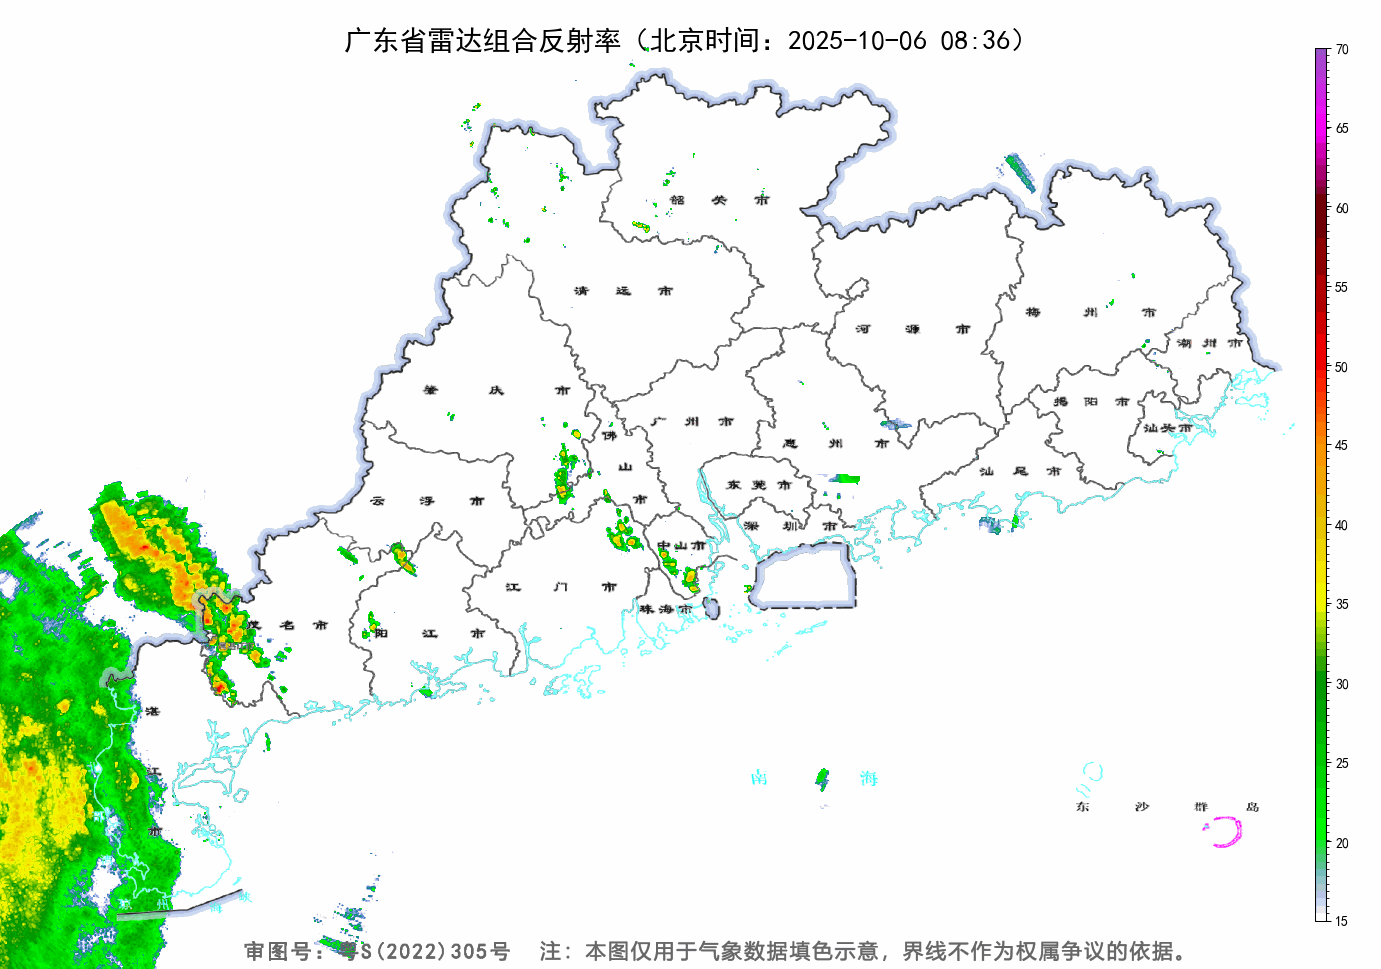 广东省雷达组合反射率（北京时间：2025-10-06 08:36）
70
65
60
55
50
45
40
35
30
25
20
15
韶关市
清远市
河源市
梅州市
潮州市
肇庆市
广州市
揭阳市
汕头市
佛山市
惠州市
汕尾市
云浮市
东莞市
深圳市
中山市
江门市
珠海市
茂名市
阳江市
湛江市
南海
东沙群岛
琼州海峡
审图号：粤S(2022)305号 注：本图仅用于气象数据填色示意，界线不作为权属争议的依据。